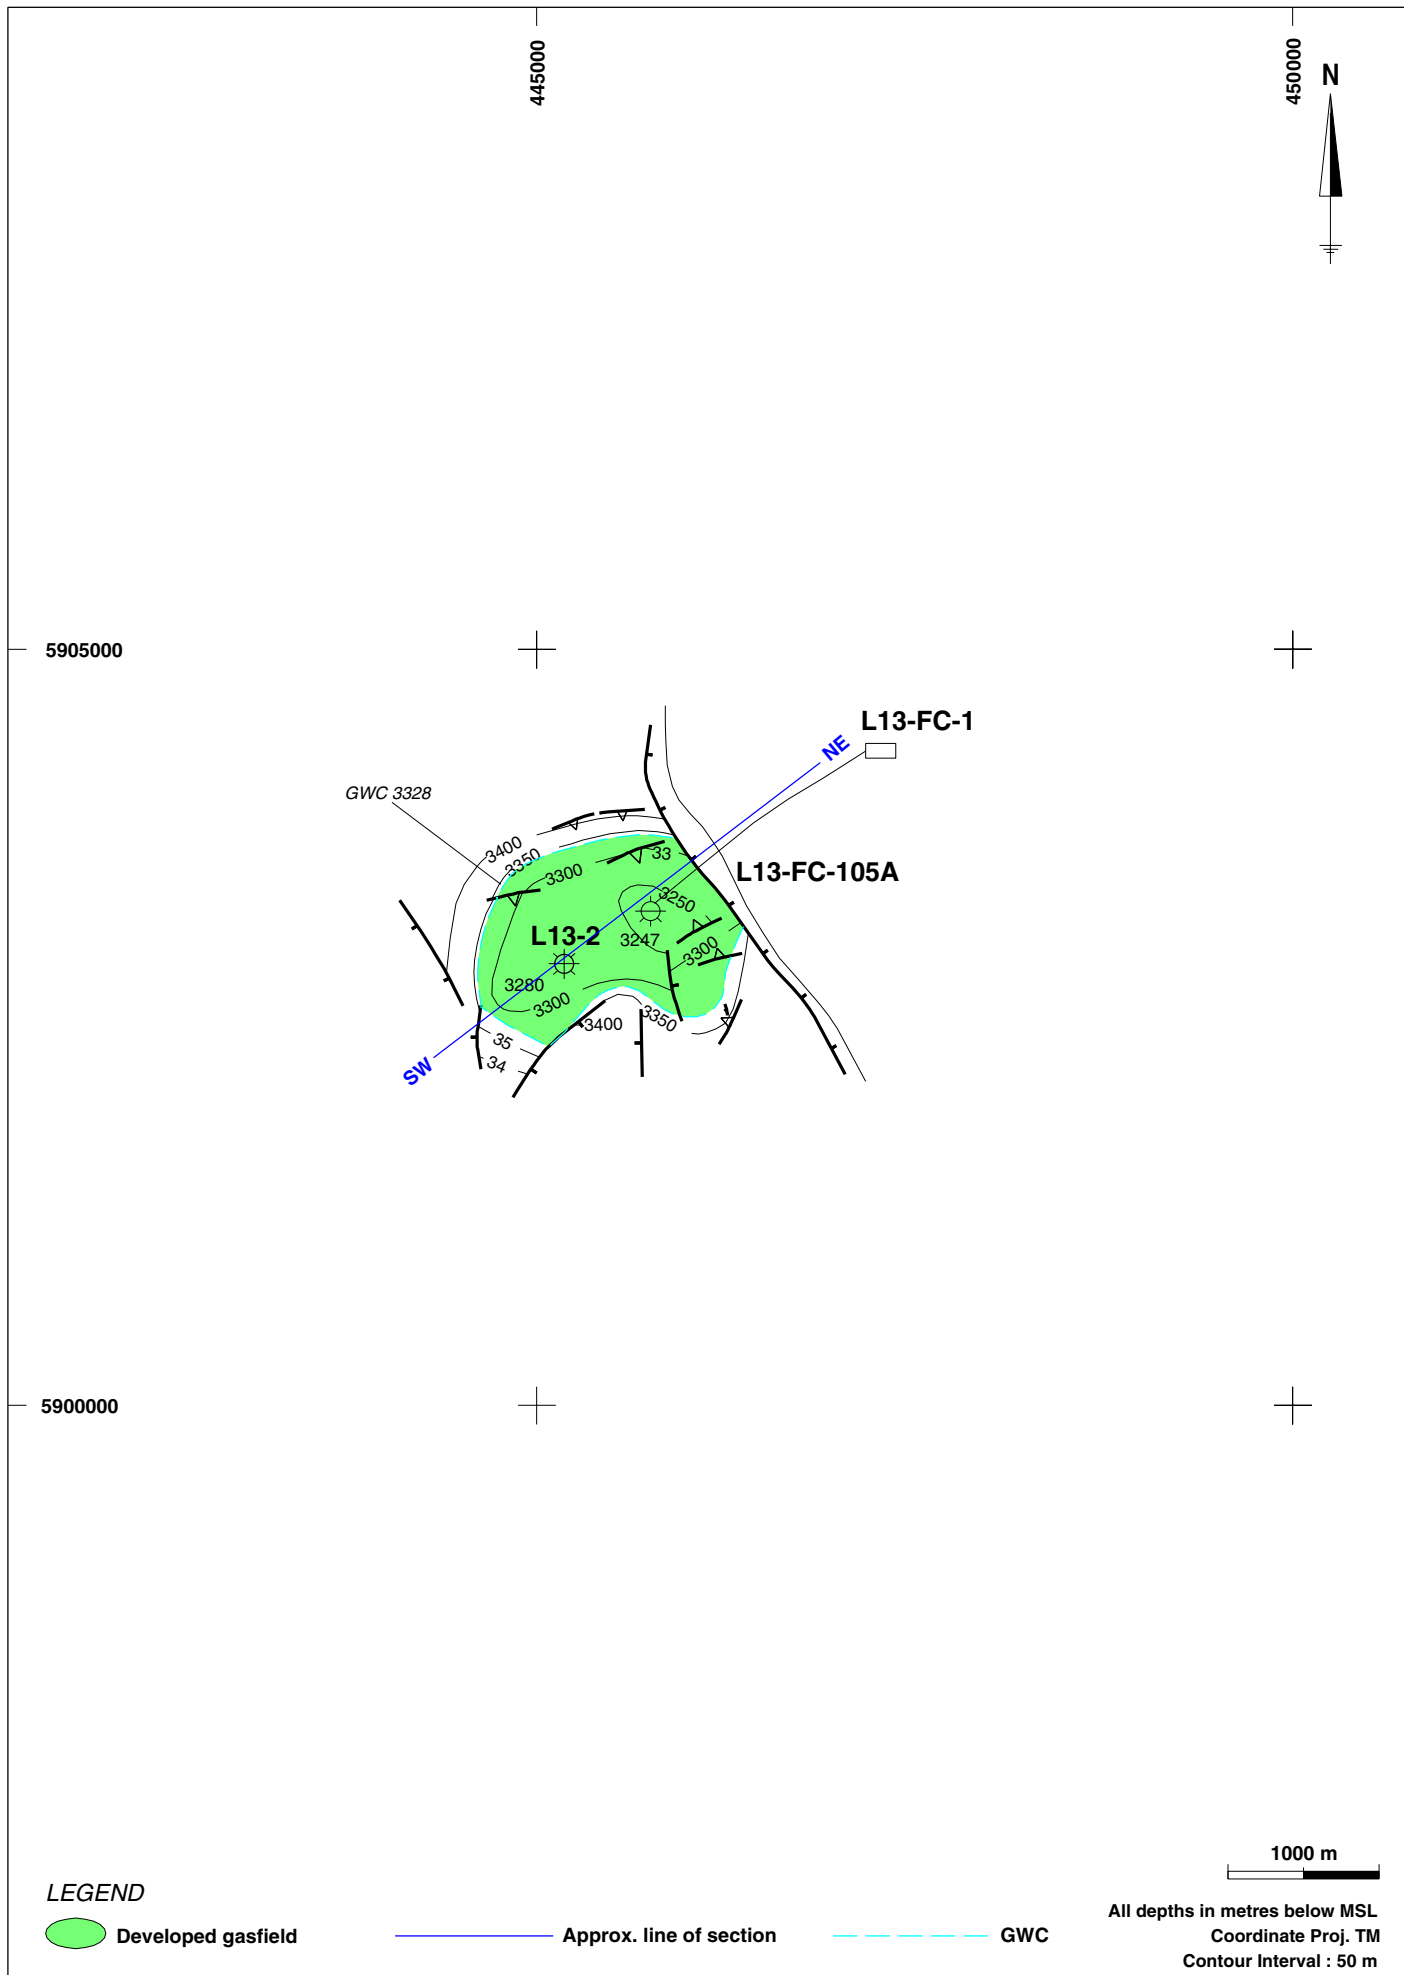 445000
450000
N
5905000
L13-FC-1
NE
GWC 3328
3400
3350
3300
33
L13-FC-105A
3250
L13-2
3247
3300
3280
3300
3400
3350
35
34
SW
5900000
1000 m
LEGEND
Developed gasfield
Approx. line of section
GWC
All depths in metres below MSL
Coordinate Proj. TM
Contour Interval : 50 m